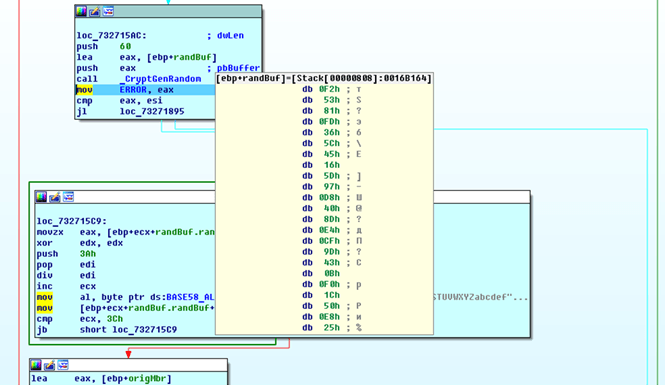 loc_732715AC: ; dwLen
push 60
lea eax, [ebp+randBuf]
push eax ; pbBuffer
call _CryptGenRandom
mov ERROR, eax
cmp eax, esi
jl loc_73271895
[ebp+randBuf]=[Stack[00000808]:0016B164]
db 0F2h ; т
db 53h ; S
db 81h ; ?
db 0FDh ; э
db 36h ; 6
db 5Ch ; \
db 45h ; E
db 16h
db 5Dh ; ]
db 97h ; -
db 0D8h ; Ш
db 40h ; @
db 8Dh ; ?
db 0E4h ; д
db 0CFh ; П
db 9Dh ; ?
db 43h ; C
db 0Bh
db 0F0h ; р
db 1Ch
db 50h ; P
db 0E8h ; и
db 25h ; %
loc_732715C9:
movzx eax, [ebp+ecx+randBuf.ran
xor edx, edx
push 3Ah
pop edi
div edi
inc ecx
mov al, byte ptr ds:BASE58_AL
STUVWXYZabcdef"...
mov [ebp+ecx+randBuf.randBuf+
cmp ecx, 3Ch
jb short loc_732715C9
lea eax, [ebp+origMbr]